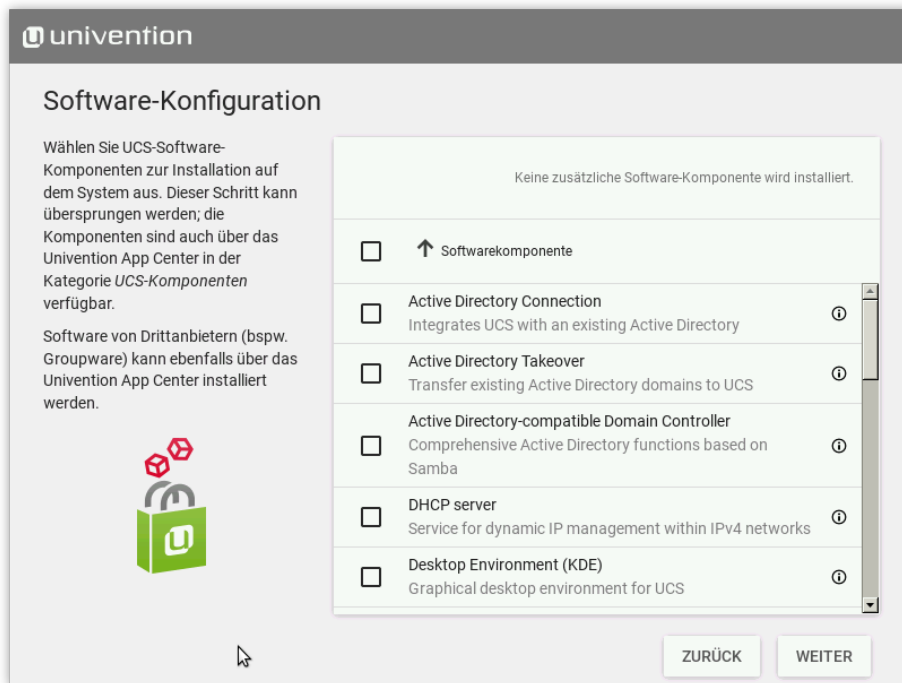 univention
Software-Konfiguration
Wählen Sie UCS-Software-
Komponenten zur Installation auf
dem System aus. Dieser Schritt kann
übersprungen werden; die
Komponenten sind auch über das
Univention App Center in der
Kategorie UCS-Komponenten
verfügbar.
Software von Drittanbietern (bspw.
Groupware) kann ebenfalls über das
Univention App Center installiert
werden.
Keine zusätzliche Software-Komponente wird installiert.
Softwarekomponente
Active Directory Connection
Integrates UCS with an existing Active Directory
Active Directory Takeover
Transfer existing Active Directory domains to UCS
Active Directory-compatible Domain Controller
Comprehensive Active Directory functions based on
Samba
DHCP server
Service for dynamic IP management within IPv4 networks
Desktop Environment (KDE)
Graphical desktop environment for UCS
ZURÜCK
WEITER